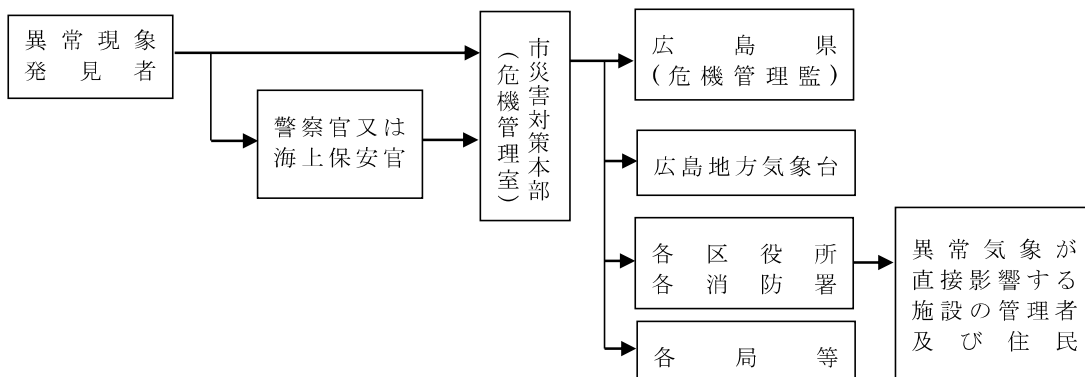 異常現象
発見者
警察官又は
海上保安官
市災害対策本部
(危機管理室)
広島県
(危機管理監)
広島地方気象台
各区役所
各消防署
各局等
異常気象が
直接影響する
施設の管理者
及び住民